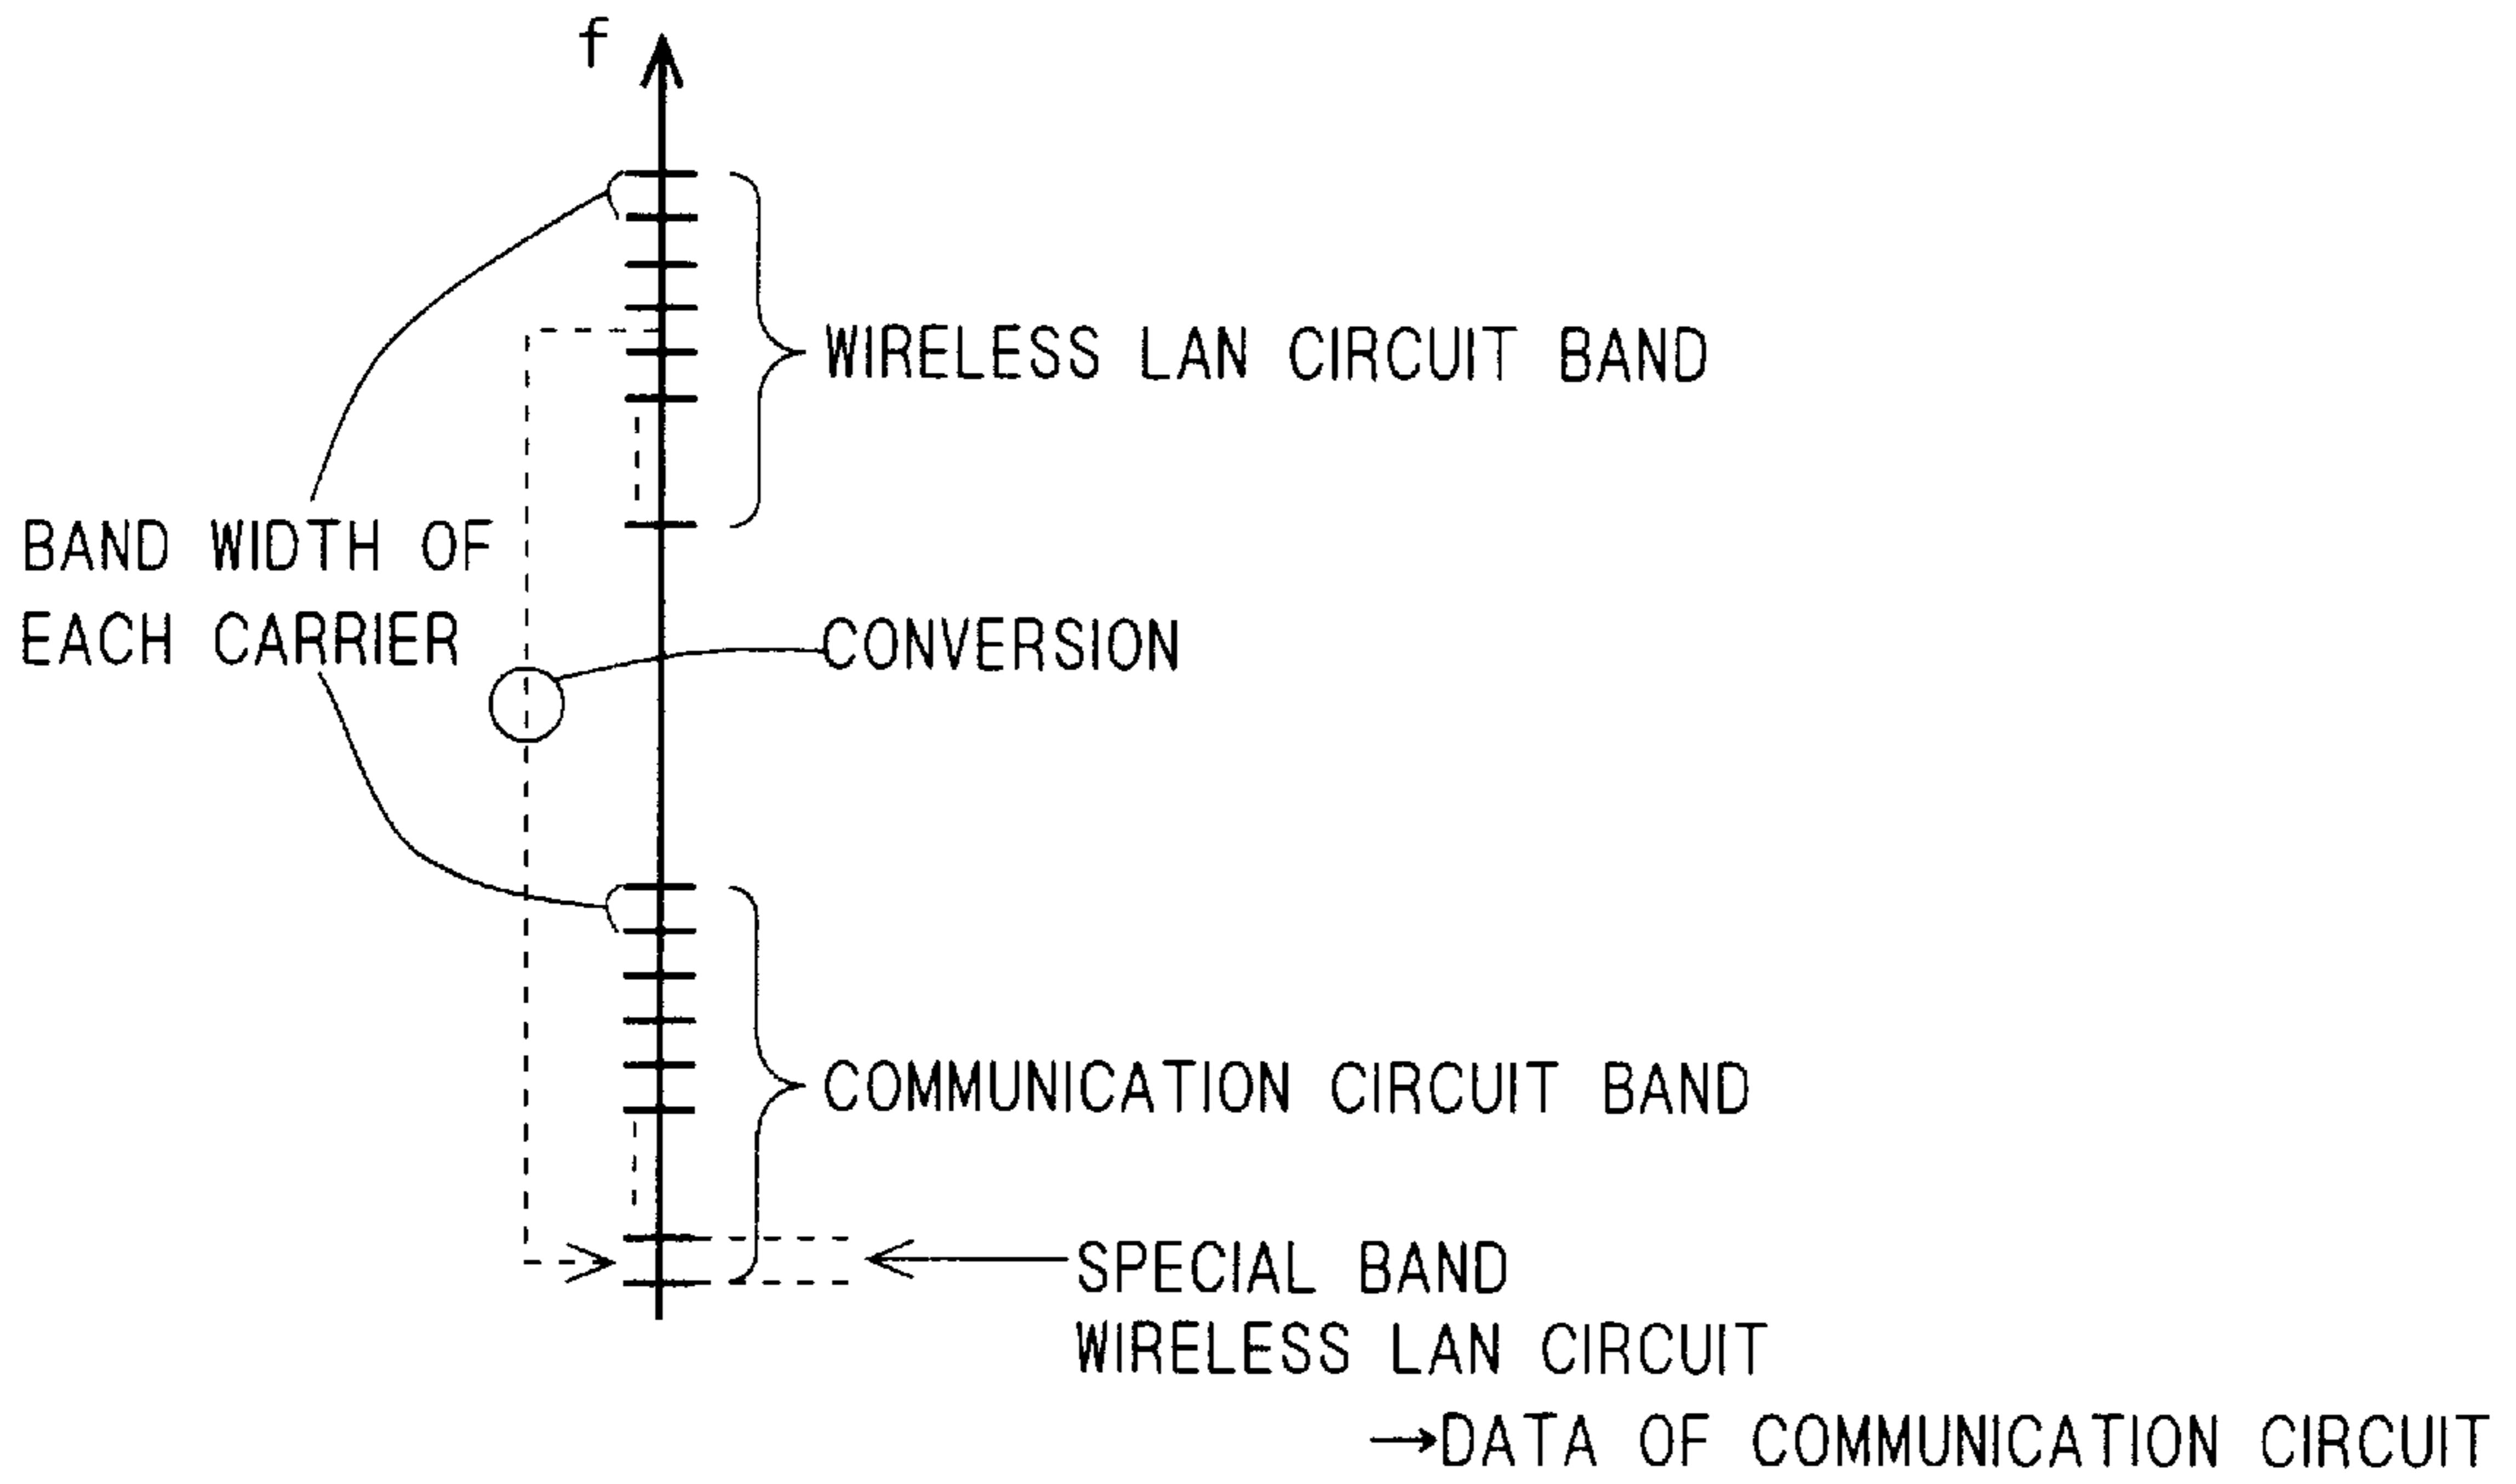 f
WIRELESS LAN CIRCUIT BAND
BAND WIDTH OF
EACH CARRIER
CONVERSION
COMMUNICATION CIRCUIT BAND
SPECIAL BAND
WIRELESS LAN CIRCUIT
→DATA OF COMMUNICATION CIRCUIT